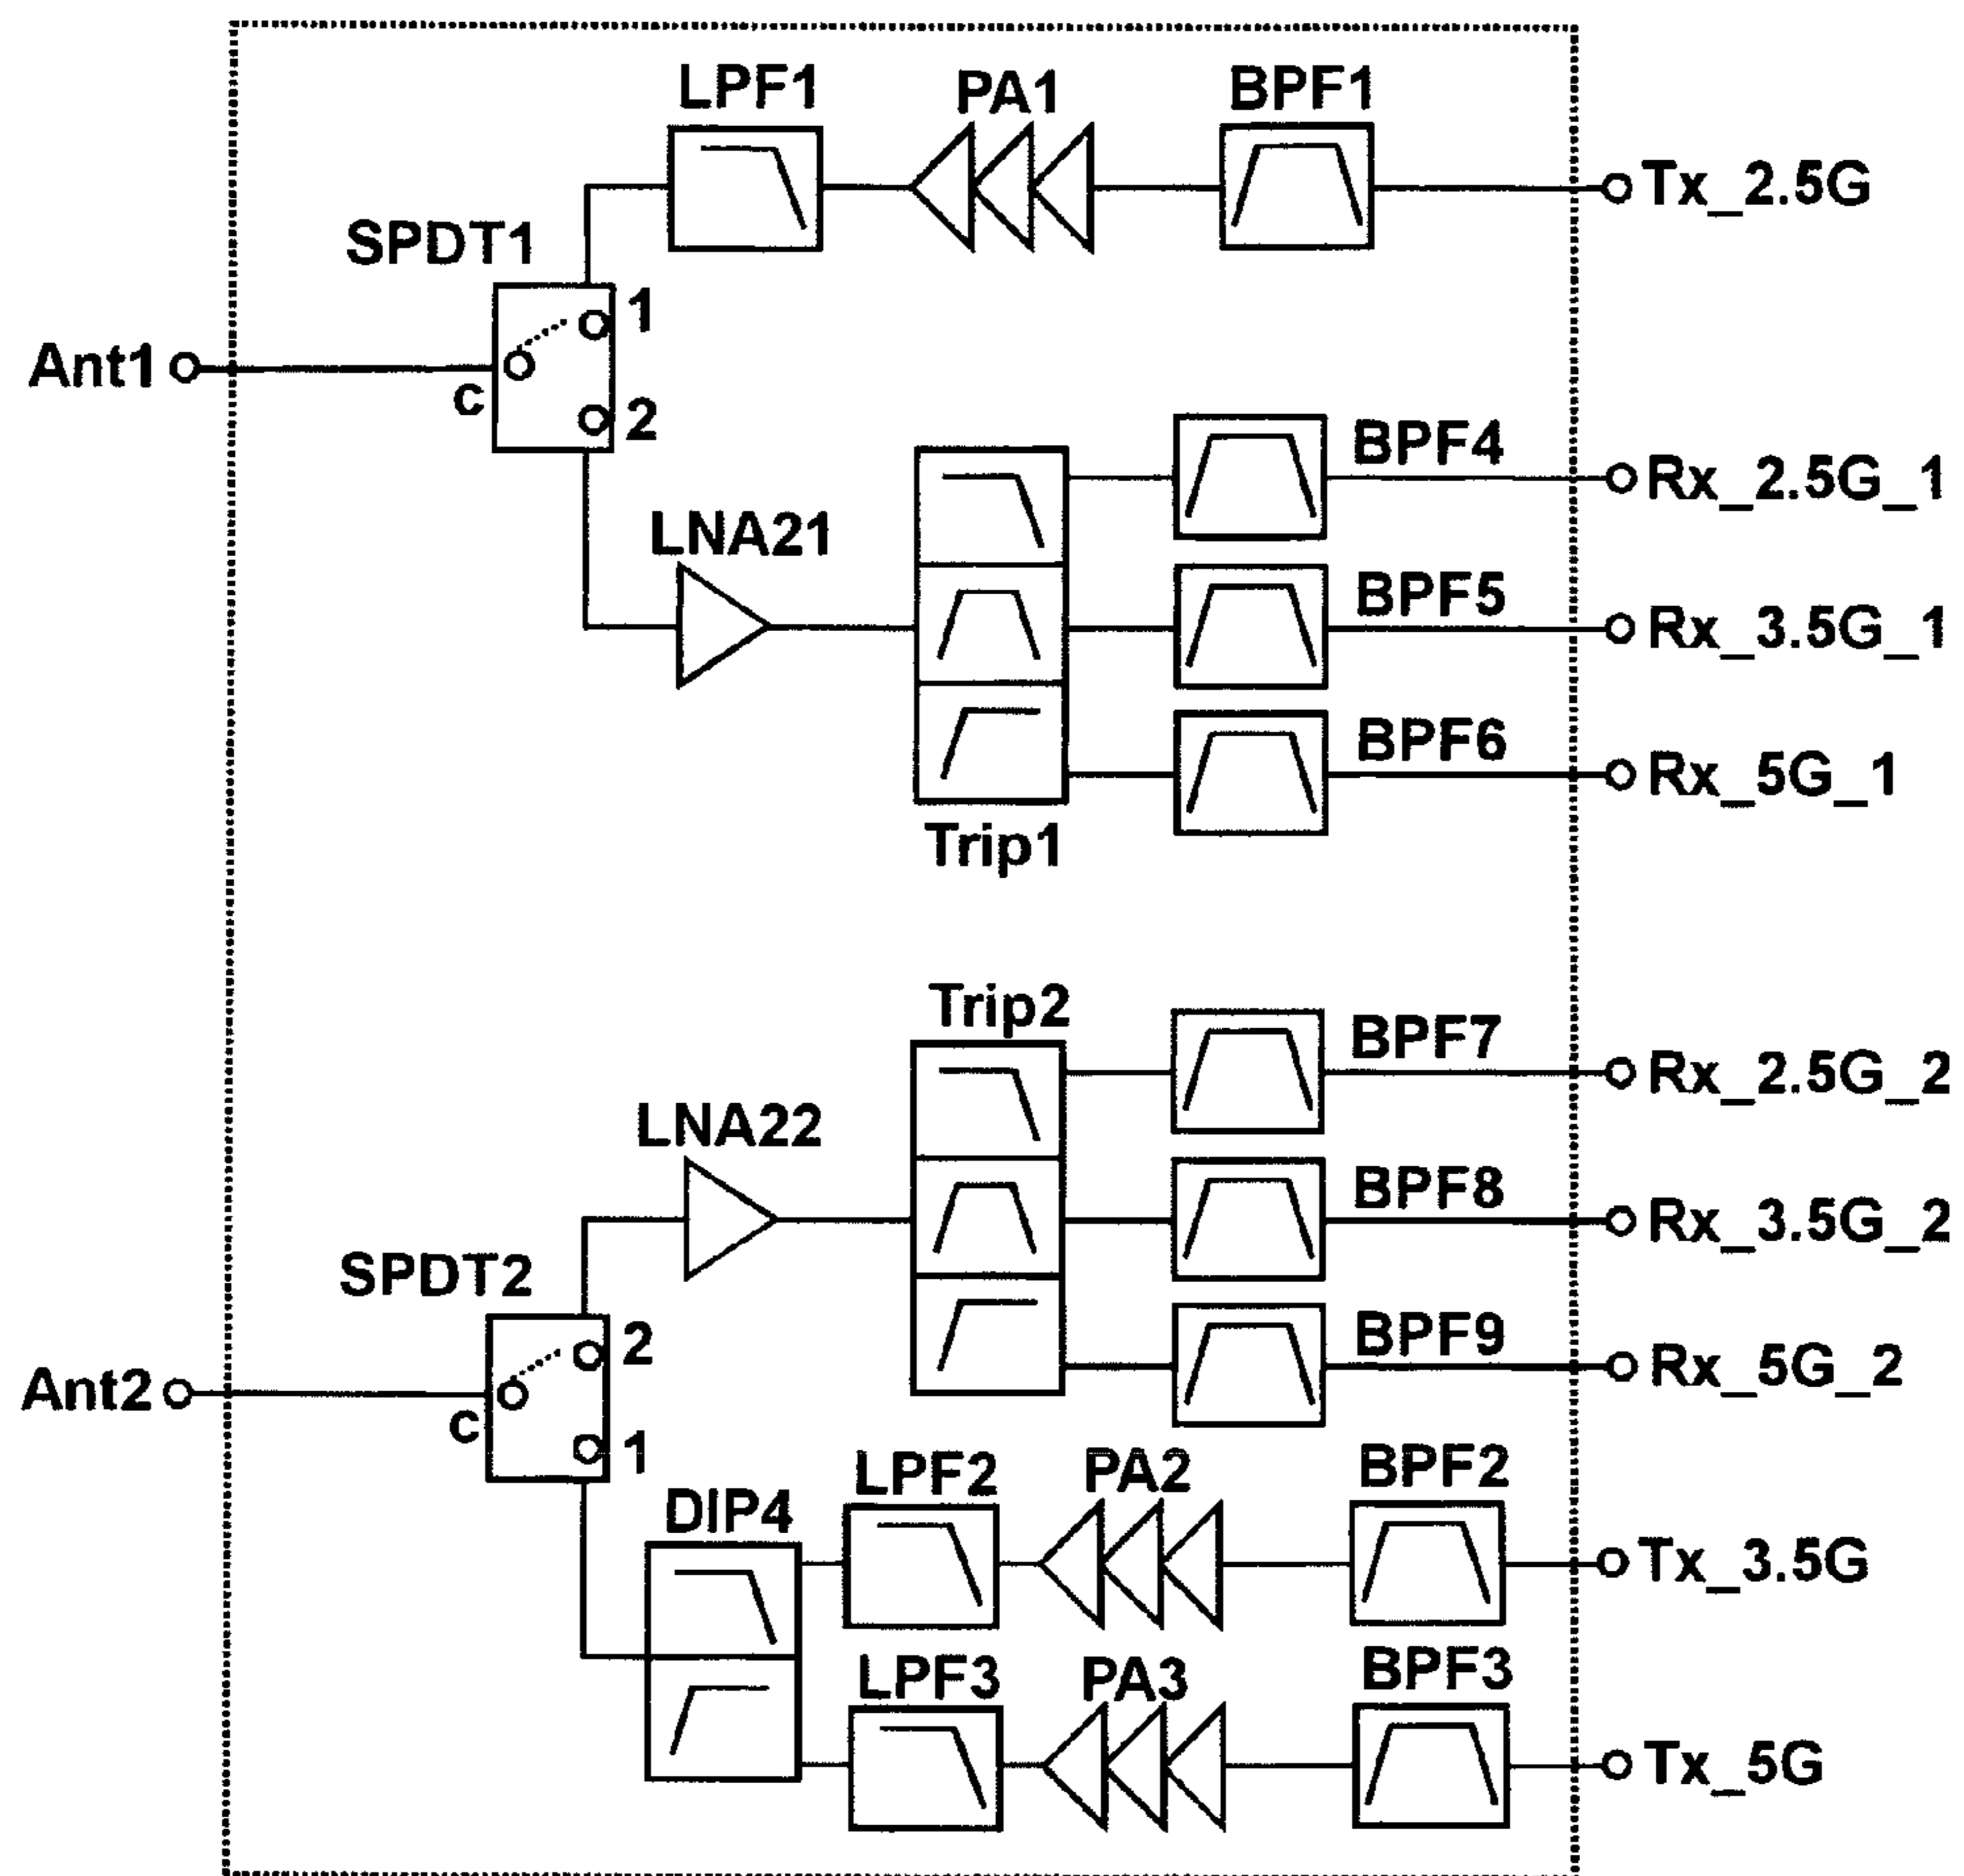 LPF1
PA1
BPF1
Tx_2.5G
SPDT1
1
Ant1
c
2
BPF4
Rx_2.5G_1
LNA21
BPF5
Rx_3.5G_1
BPF6
Rx_5G_1
Trip1
Trip2
BPF7
Rx_2.5G_2
LNA22
BPF8
Rx_3.5G_2
SPDT2
2
BPF9
Rx_5G_2
Ant2
c
1
DIP4
LPF2
PA2
BPF2
Tx_3.5G
LPF3
PA3
BPF3
Tx_5G